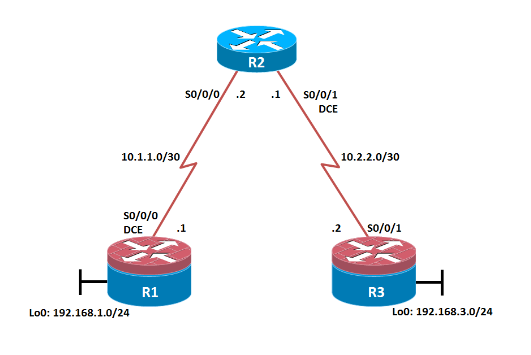 R2
S0/0/0 .2 .1 S0/0/1
DCE
10.1.1.0/30 10.2.2.0/30
S0/0/0
DCE .1
.2 S0/0/1
R1
R3
Lo0: 192.168.1.0/24
Lo0: 192.168.3.0/24